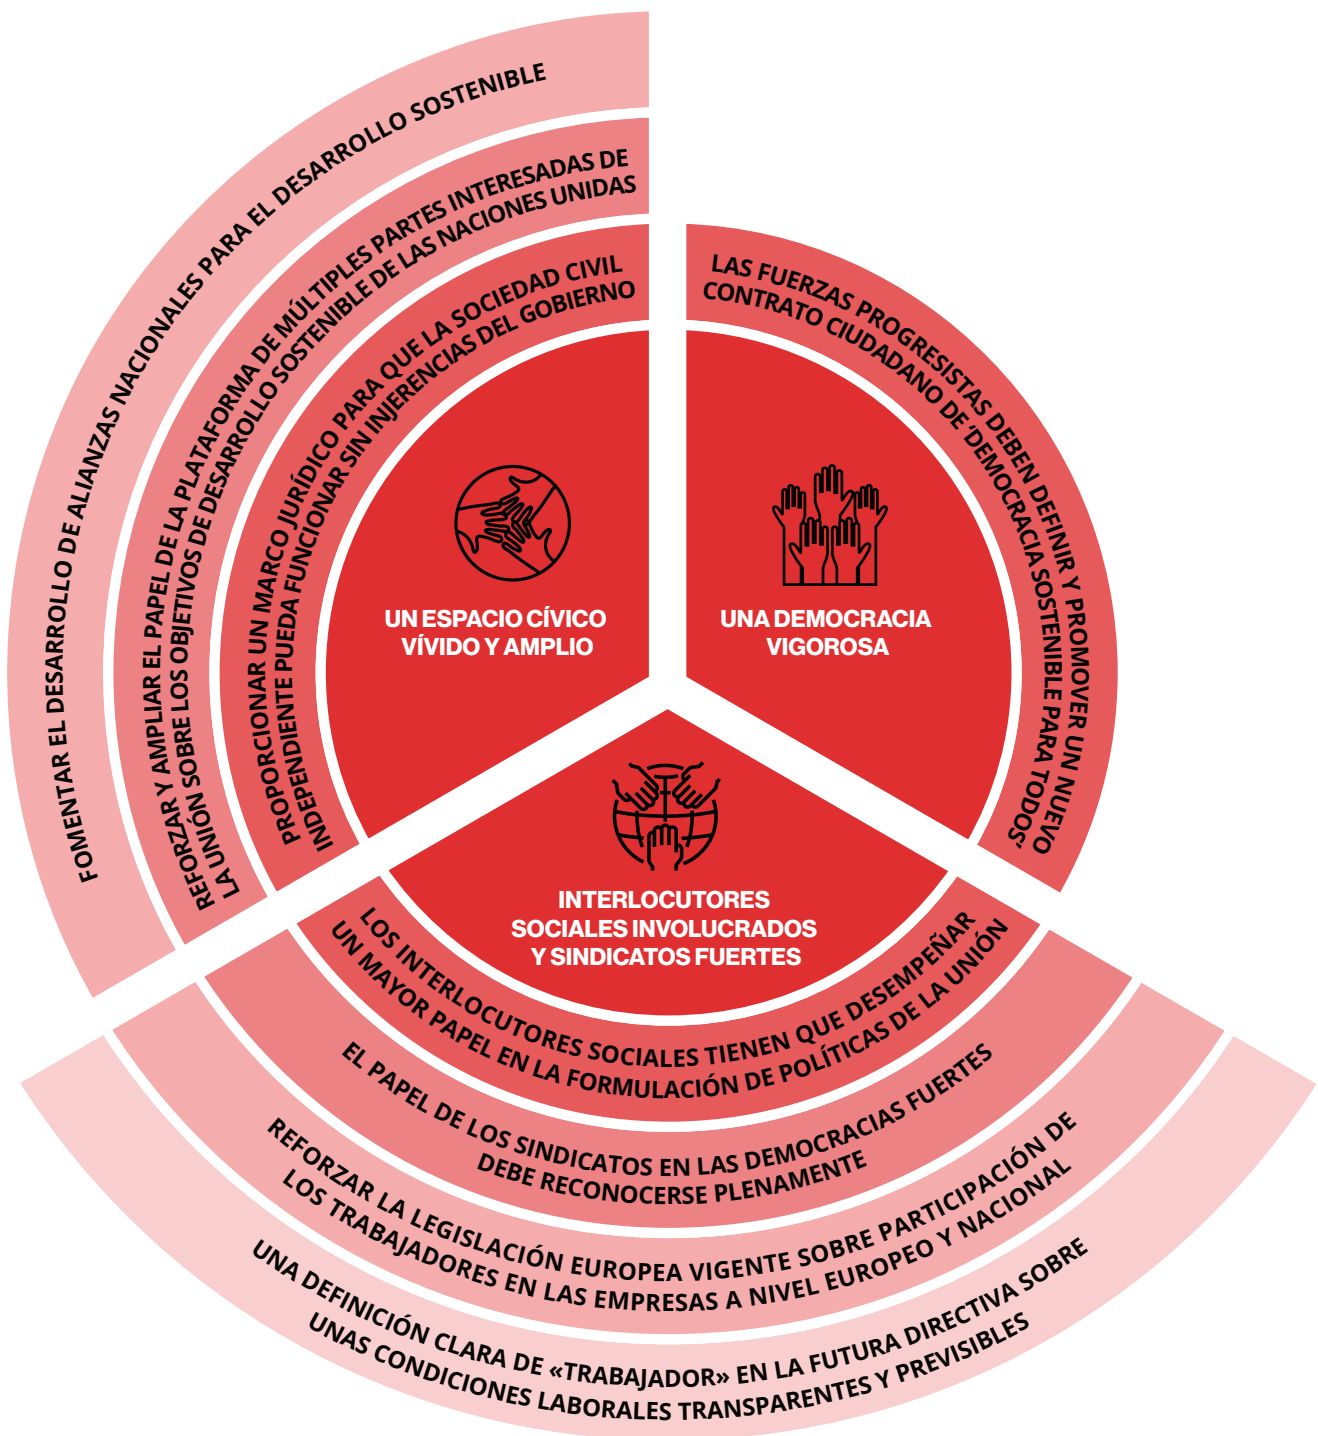 FOMENTAR EL DESARROLLO DE ALIANZAS NACIONALES PARA EL DESARROLLO SOSTENIBLE
REFORZAR Y AMPLIAR EL PAPEL DE LA PLATAFORMA DE MÚLTIPLES PARTES INTERESADAS DE
LA UNIÓN SOBRE LOS OBJETIVOS DE DESARROLLO SOSTENIBLE DE LAS NACIONES UNIDAS
PROPORCIONAR UN MARCO JURÍDICO PARA QUE LA SOCIEDAD CIVIL
INDEPENDIENTE PUEDA FUNCIONAR SIN INJERENCIAS DEL GOBIERNO
UN ESPACIO CÍVICO
VÍVIDO Y AMPLIO
LAS FUERZAS PROGRESISTAS DEBEN DEFINIR Y PROMOVER UN NUEVO
CONTRATO CIUDADANO DE 'DEMOCRACIA SOSTENIBLE PARA TODOS'
UNA DEMOCRACIA
VIGOROSA
INTERLOCUTORES
SOCIALES INVOLUCRADOS
Y SINDICATOS FUERTES
LOS INTERLOCUTORES SOCIALES TIENEN QUE DESEMPEÑAR
UN MAYOR PAPEL EN LA FORMULACIÓN DE POLÍTICAS DE LA UNIÓN
EL PAPEL DE LOS SINDICATOS EN LAS DEMOCRACIAS FUERTES
DEBE RECONOCERSE PLENAMENTE
REFORZAR LA LEGISLACIÓN EUROPEA VIGENTE SOBRE PARTICIPACIÓN DE
LOS TRABAJADORES EN LAS EMPRESAS A NIVEL EUROPEO Y NACIONAL
UNA DEFINICIÓN CLARA DE «TRABAJADOR» EN LA FUTURA DIRECTIVA SOBRE
UNAS CONDICIONES LABORALES TRANSPARENTES Y PREVISIBLES